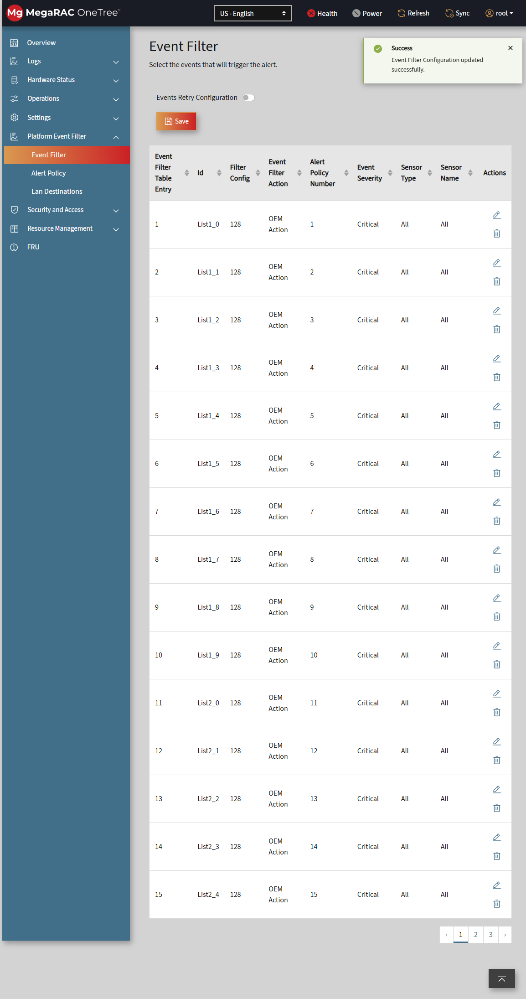 Mg MegaRAC OneTree™
US - English
Health
Power
Refresh
Sync
root
Overview
Logs
Hardware Status
Operations
Settings
Platform Event Filter
Event Filter
Alert Policy
Lan Destinations
Security and Access
Resource Management
FRU
Event Filter
Select the events that will trigger the alert.
Success
Event Filter Configuration updated
successfully.
Events Retry Configuration
Save
Event Filter Table Entry Id Filter Config Event Filter Action Alert Policy Number Event Severity Sensor Type Sensor Name Actions
1 List1_0 128 OEM Action 1 Critical All All
2 List1_1 128 OEM Action 2 Critical All All
3 List1_2 128 OEM Action 3 Critical All All
4 List1_3 128 OEM Action 4 Critical All All
5 List1_4 128 OEM Action 5 Critical All All
6 List1_5 128 OEM Action 6 Critical All All
7 List1_6 128 OEM Action 7 Critical All All
8 List1_7 128 OEM Action 8 Critical All All
9 List1_8 128 OEM Action 9 Critical All All
10 List1_9 128 OEM Action 10 Critical All All
11 List2_0 128 OEM Action 11 Critical All All
12 List2_1 128 OEM Action 12 Critical All All
13 List2_2 128 OEM Action 13 Critical All All
14 List2_3 128 OEM Action 14 Critical All All
15 List2_4 128 OEM Action 15 Critical All All
‹ 1 2 3 ›